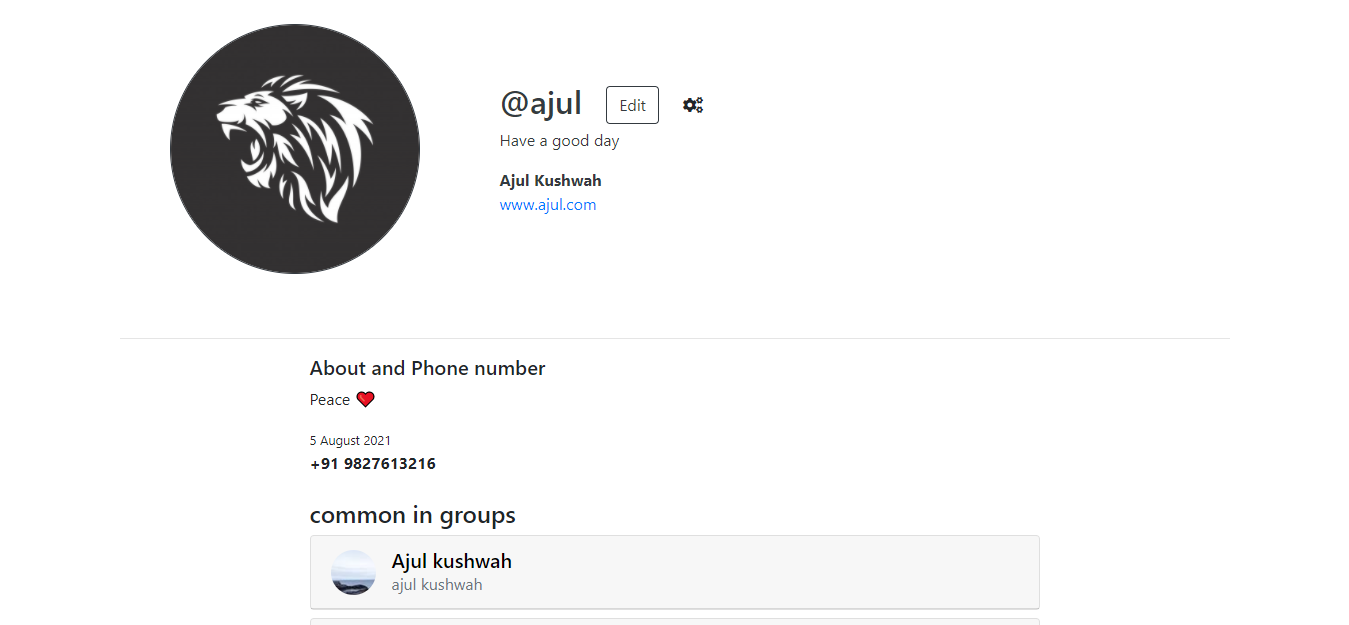 @ajul Edit
Have a good day
Ajul Kushwah
www.ajul.com
About and Phone number
Peace ❤
5 August 2021
+91 9827613216
common in groups
Ajul kushwah
ajul kushwah